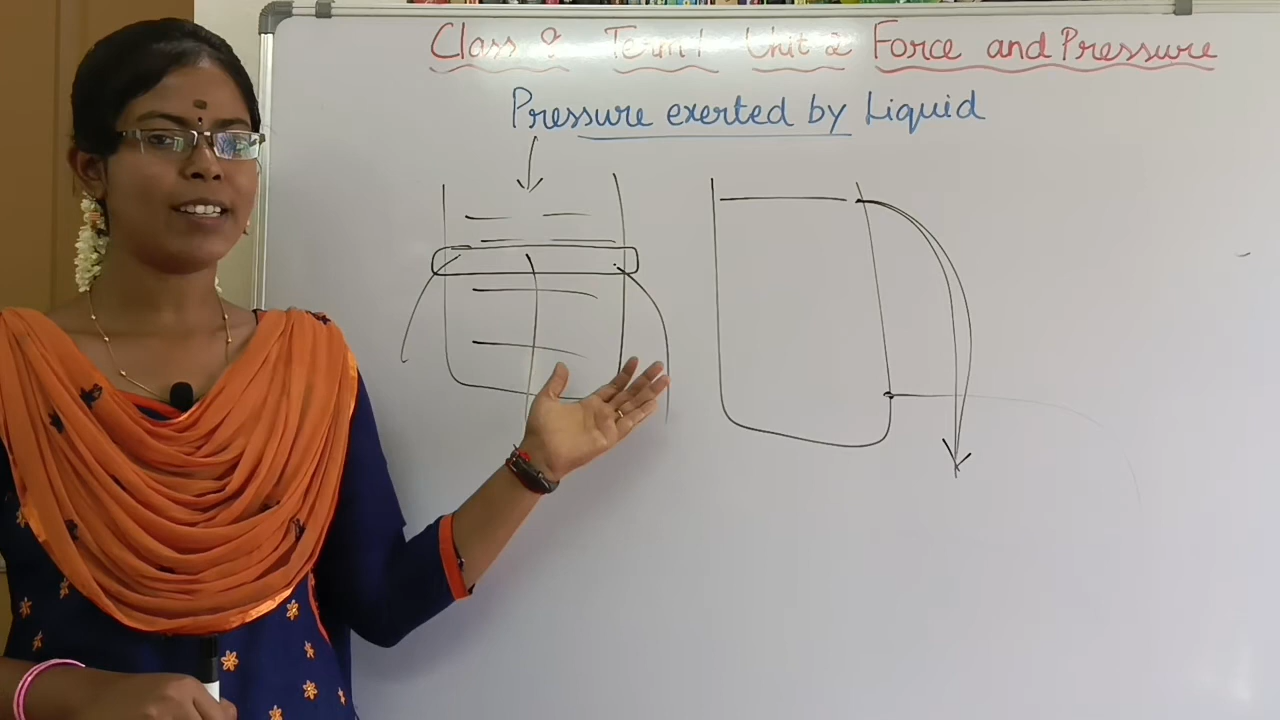 Class 8 Term 1 Unit 2 Force and Pressure
Pressure exerted by Liquid